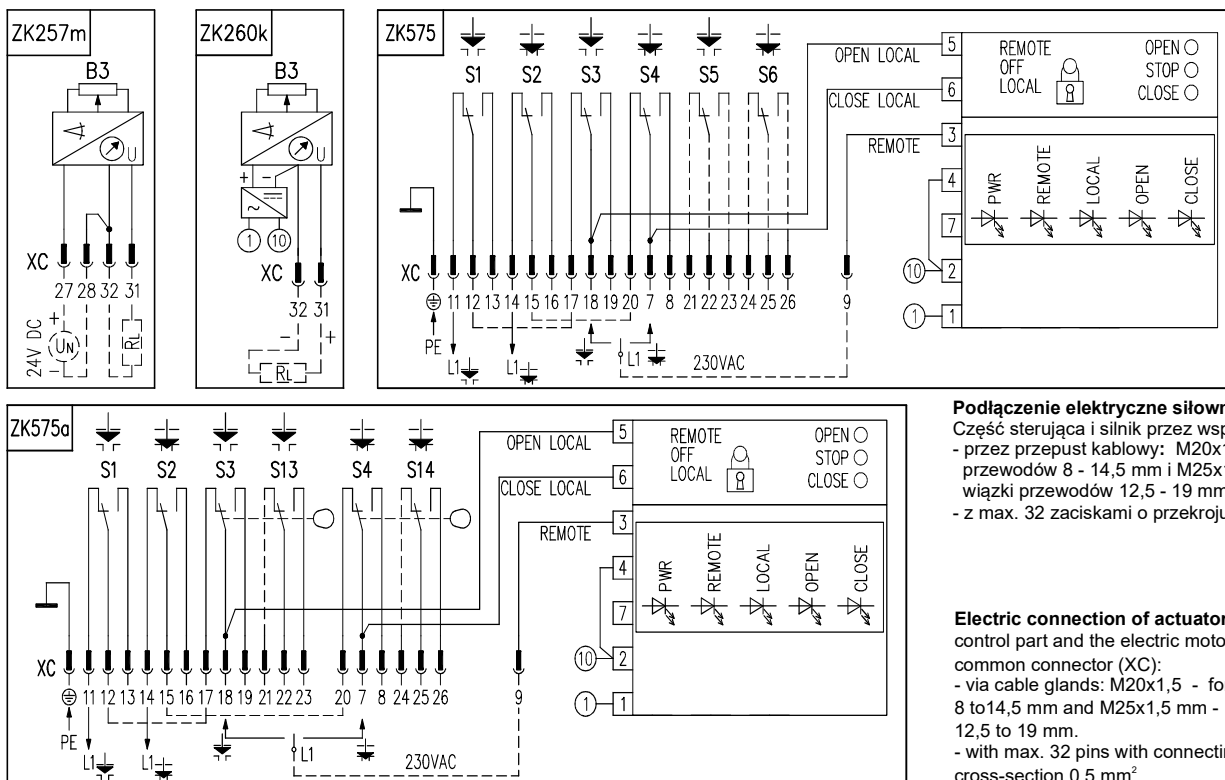 ZK257m
B3
U
XC
27 28 32 31
24V DC
+
UN
-
RL
ZK260k
B3
U
+ -
1 10
XC
32 31
- +
RL
ZK575
S1 S2 S3 S4 S5 S6
OPEN LOCAL
CLOSE LOCAL
REMOTE
5
6
3
4
7
10 2
1 1
REMOTE OPEN
OFF STOP
LOCAL CLOSE
PWR REMOTE LOCAL OPEN CLOSE
XC
11 12 13 14 15 16 17 18 19 20 7 8 21 22 23 24 25 26 9
PE
L1 L1 L1
230VAC
ZK575a
S1 S2 S3 S13 S4 S14
OPEN LOCAL
CLOSE LOCAL
REMOTE
5
6
3
4
7
10 2
1 1
REMOTE OPEN
OFF STOP
LOCAL CLOSE
PWR REMOTE LOCAL OPEN CLOSE
XC
11 12 13 14 15 16 17 18 19 21 22 23 20 7 8 24 25 26 9
PE
L1 L1 L1
230VAC
Podłączenie elektryczne
Część sterująca i silnik przez
- przez przepust kablowy:
przewodów 8 - 14,5 mm i
wiązki przewodów 12,5 - 19 mm
- z max. 32 zaciskami o przekroju
Electric connection of actuator
control part and the electric
common connector (XC):
- via cable glands: M20x1,5 -
8 to14,5 mm and M25x1,5 mm -
12,5 to 19 mm.
- with max. 32 pins with
cross-section 0,5 mm²